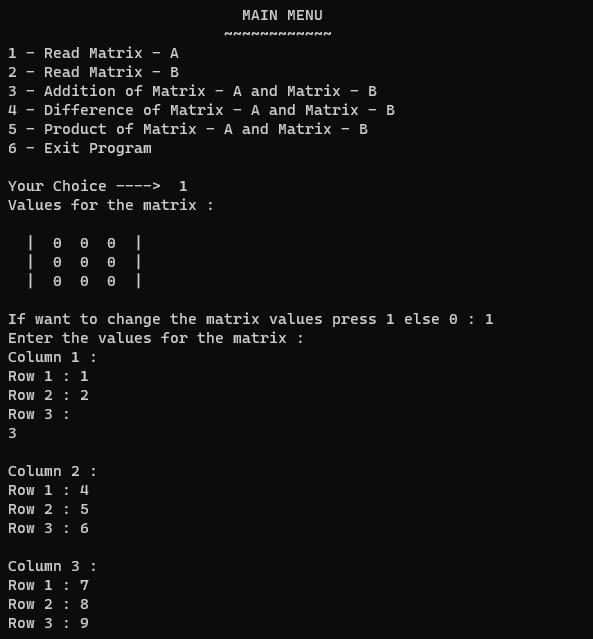 MAIN MENU
~~~~~~~~~~~~
1 - Read Matrix - A
2 - Read Matrix - B
3 - Addition of Matrix - A and Matrix - B
4 - Difference of Matrix - A and Matrix - B
5 - Product of Matrix - A and Matrix - B
6 - Exit Program
Your Choice ---->  1
Values for the matrix :
|  0  0  0  |
|  0  0  0  |
|  0  0  0  |
If want to change the matrix values press 1 else 0 : 1
Enter the values for the matrix :
Column 1 :
Row 1 : 1
Row 2 : 2
Row 3 :
3
Column 2 :
Row 1 : 4
Row 2 : 5
Row 3 : 6
Column 3 :
Row 1 : 7
Row 2 : 8
Row 3 : 9